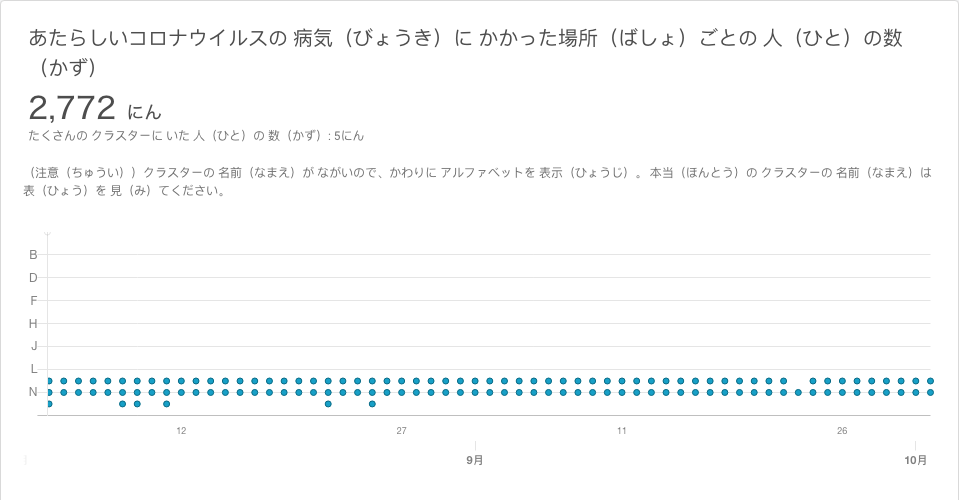 あたらしいコロナウイルスの 病気（びょうき）に かかった場所（ばしょ）ごとの 人（ひと）の数
（かず）
2,772 にん
たくさんの クラスターに いた 人（ひと）の 数（かず）: 5にん
（注意（ちゅうい））クラスターの 名前（なまえ）が ながいので、かわりに アルファベットを 表示（ひょうじ）。 本当（ほんとう）の クラスターの 名前（なまえ）は
表（ひょう）を 見（み）てください。
B
D
F
H
J
L
N
12 27 11 26
9月 10月